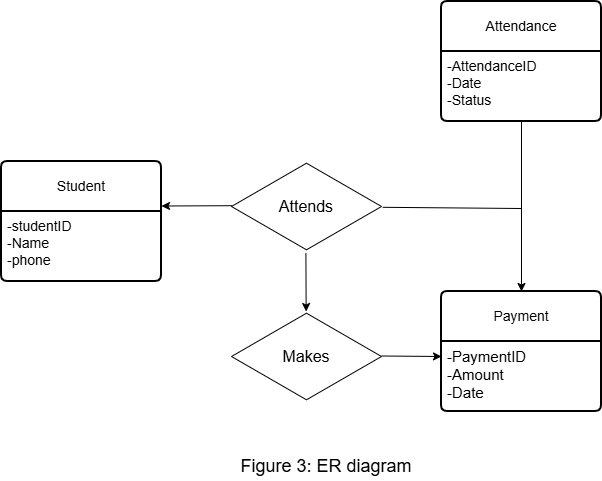 Attendance
-AttendanceID
-Date
-Status
Student
-studentID
-Name
-phone
Attends
Makes
Payment
-PaymentID
-Amount
-Date
Figure 3: ER diagram